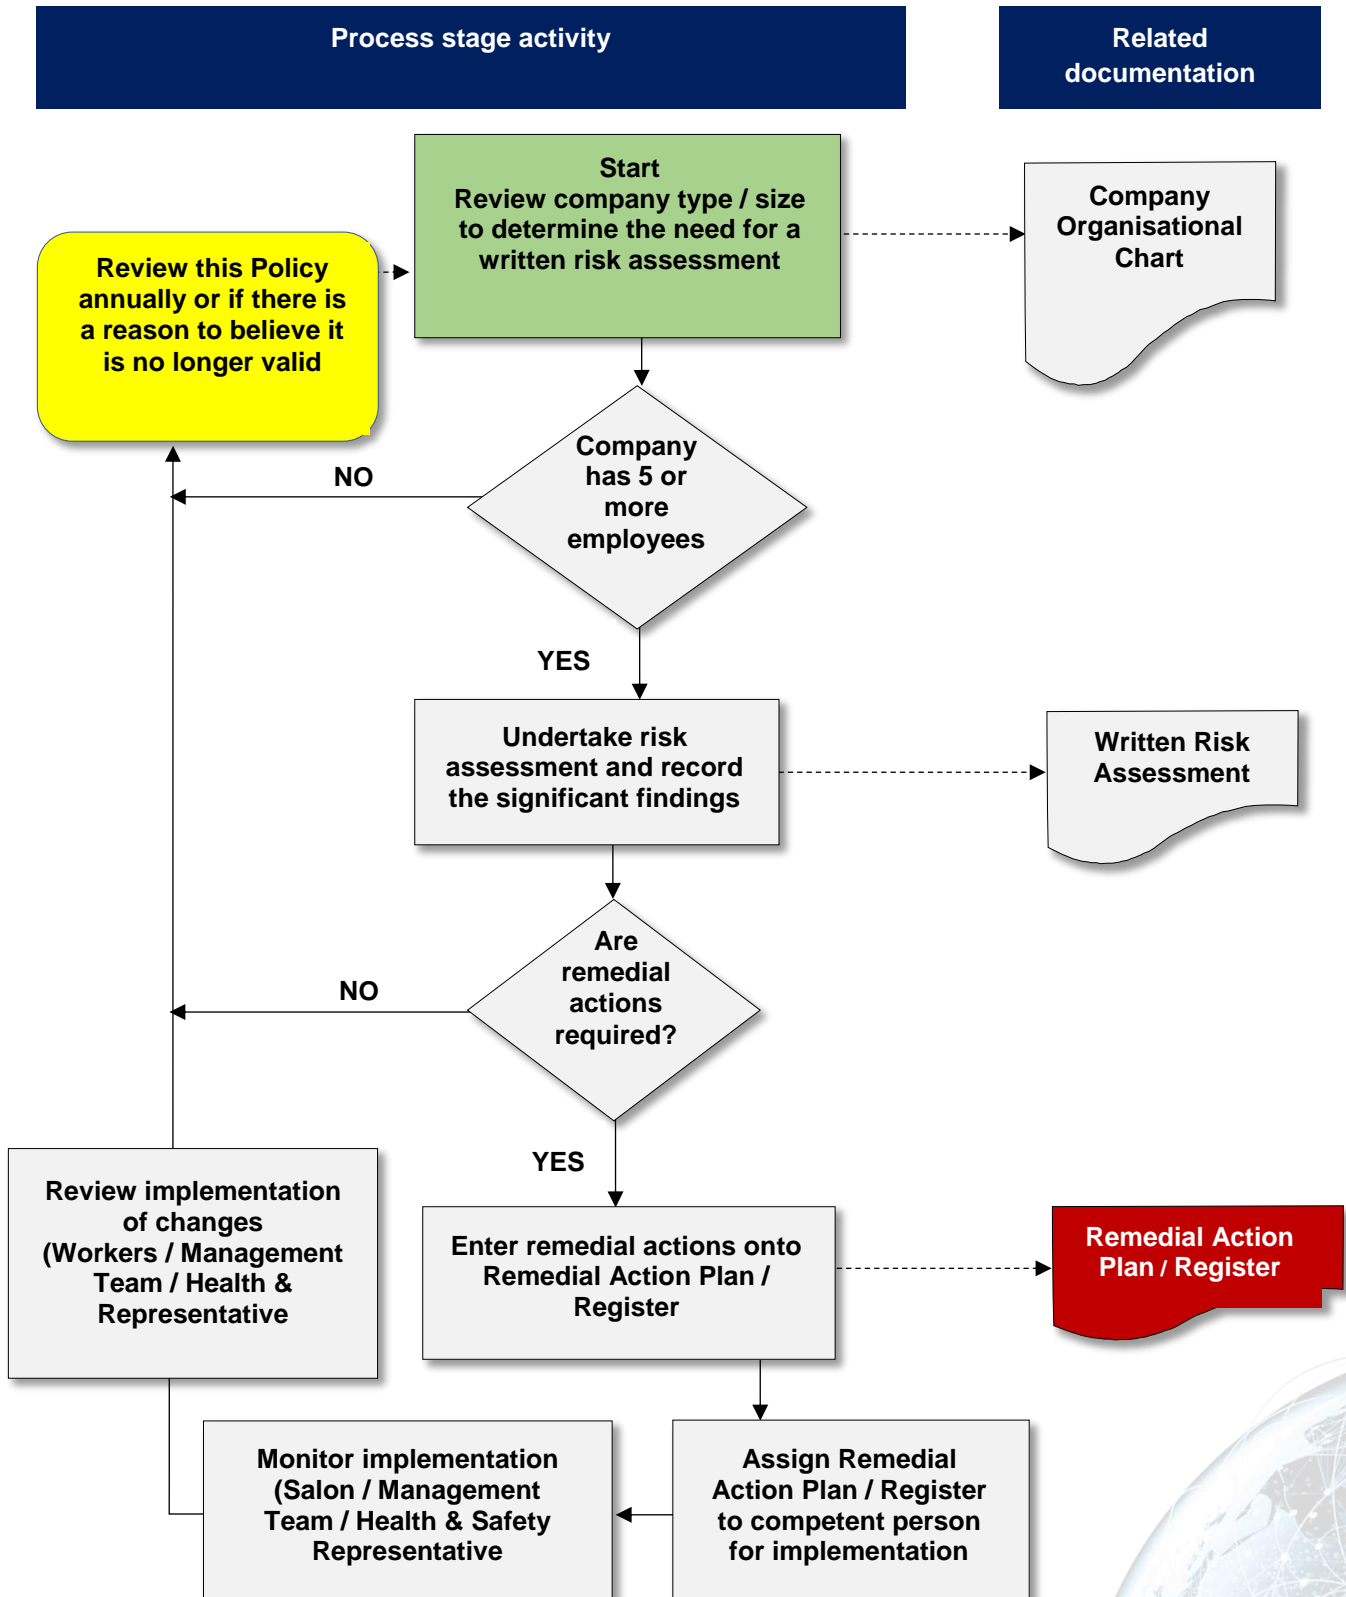 Process stage activity
Related
documentation
Start
Review company type / size
to determine the need for a
written risk assessment
Company
Organisational
Chart
Review this Policy
annually or if there is
a reason to believe it
is no longer valid
Company
has 5 or
more
employees
NO
YES
Undertake risk
assessment and record
the significant findings
Written Risk
Assessment
Are
remedial
actions
required?
NO
YES
Review implementation
of changes
(Workers / Management
Team / Health &
Representative
Enter remedial actions onto
Remedial Action Plan /
Register
Remedial Action
Plan / Register
Monitor implementation
(Salon / Management
Team / Health & Safety
Representative
Assign Remedial
Action Plan / Register
to competent person
for implementation